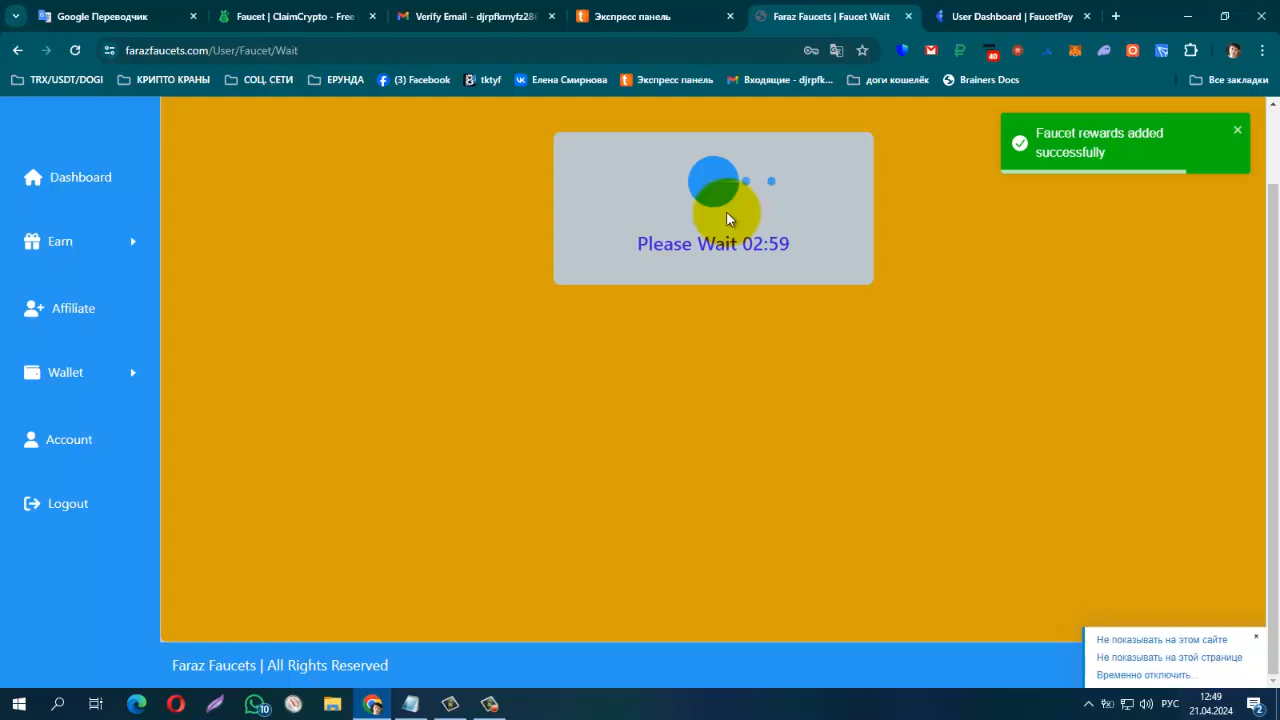 Google Переводчик
Faucet | ClaimCrypto - Free
Verify Email - djrpfkmyfz28
Экспресс панель
Faraz Faucets | Faucet Wait
User Dashboard | FaucetPay
farazfaucets.com/User/Faucet/Wait
40
TRX/USDT/DOGI
КРИПТО КРАНЫ
СОЦ. СЕТИ
ЕРУНДА
(3) Facebook
tktyf
Елена Смирнова
Экспресс панель
Входящие - djrpfk...
доги кошелёк
Brainers Docs
Все закладки
Faucet rewards added
successfully
Dashboard
Earn
Affiliate
Wallet
Account
Logout
Please Wait 02:59
Не показывать на этом сайте
Не показывать на этой странице
Временно отключить...
Faraz Faucets | All Rights Reserved
10
РУС
12:49
21.04.2024
2